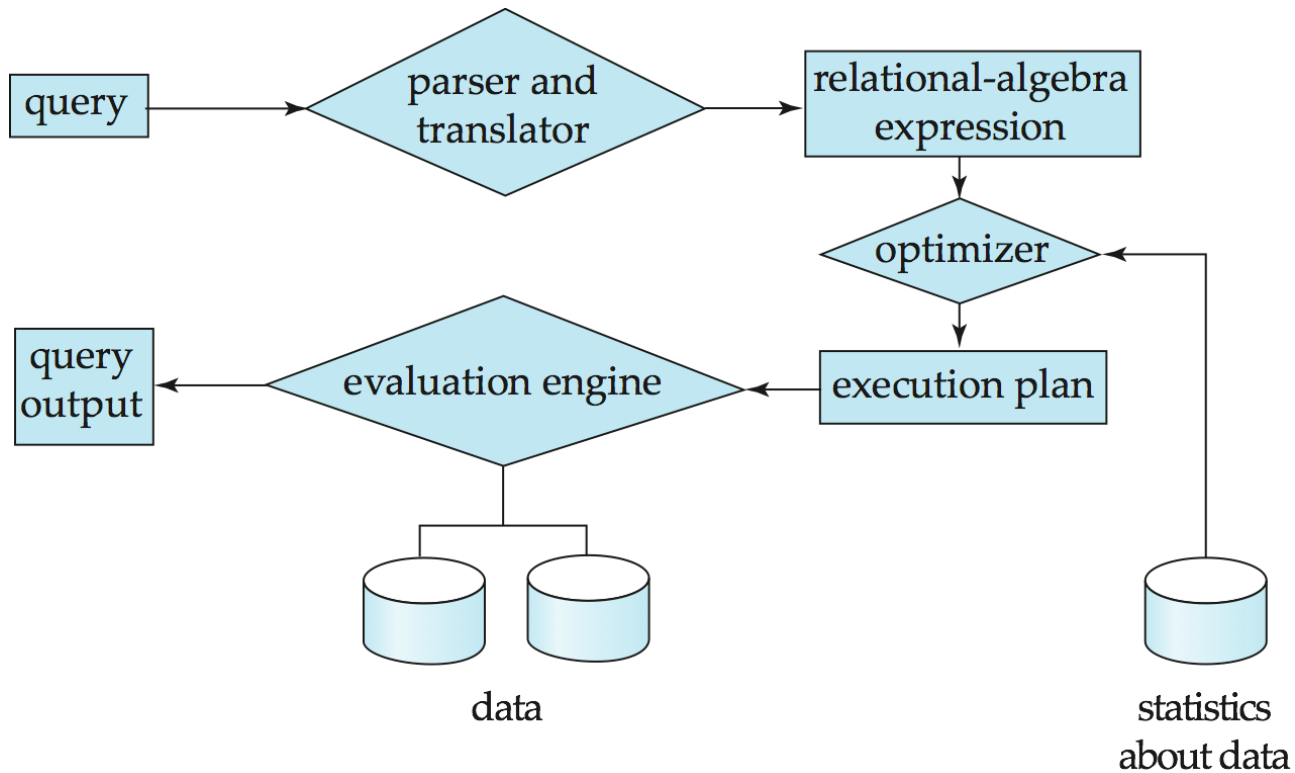 query
parser and
translator
relational-algebra
expression
optimizer
execution plan
evaluation engine
query
output
data
statistics
about data